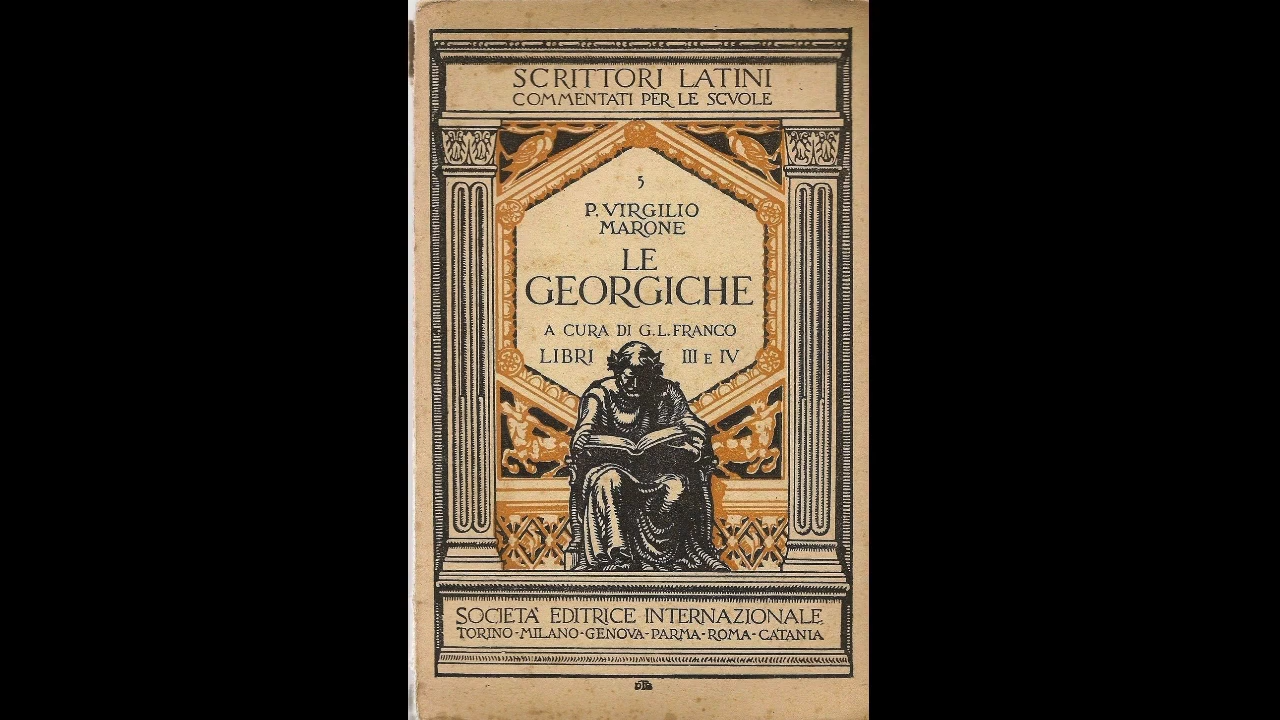 SCRITTORI LATINI
COMMENTATI PER LE SCVOLE
5
P. VIRGILIO
MARONE
LE
GEORGICHE
A CURA DI G. L. FRANCO
LIBRI III E IV
SOCIETÀ EDITRICE INTERNAZIONALE
TORINO - MILANO - GENOVA - PARMA - ROMA - CATANIA